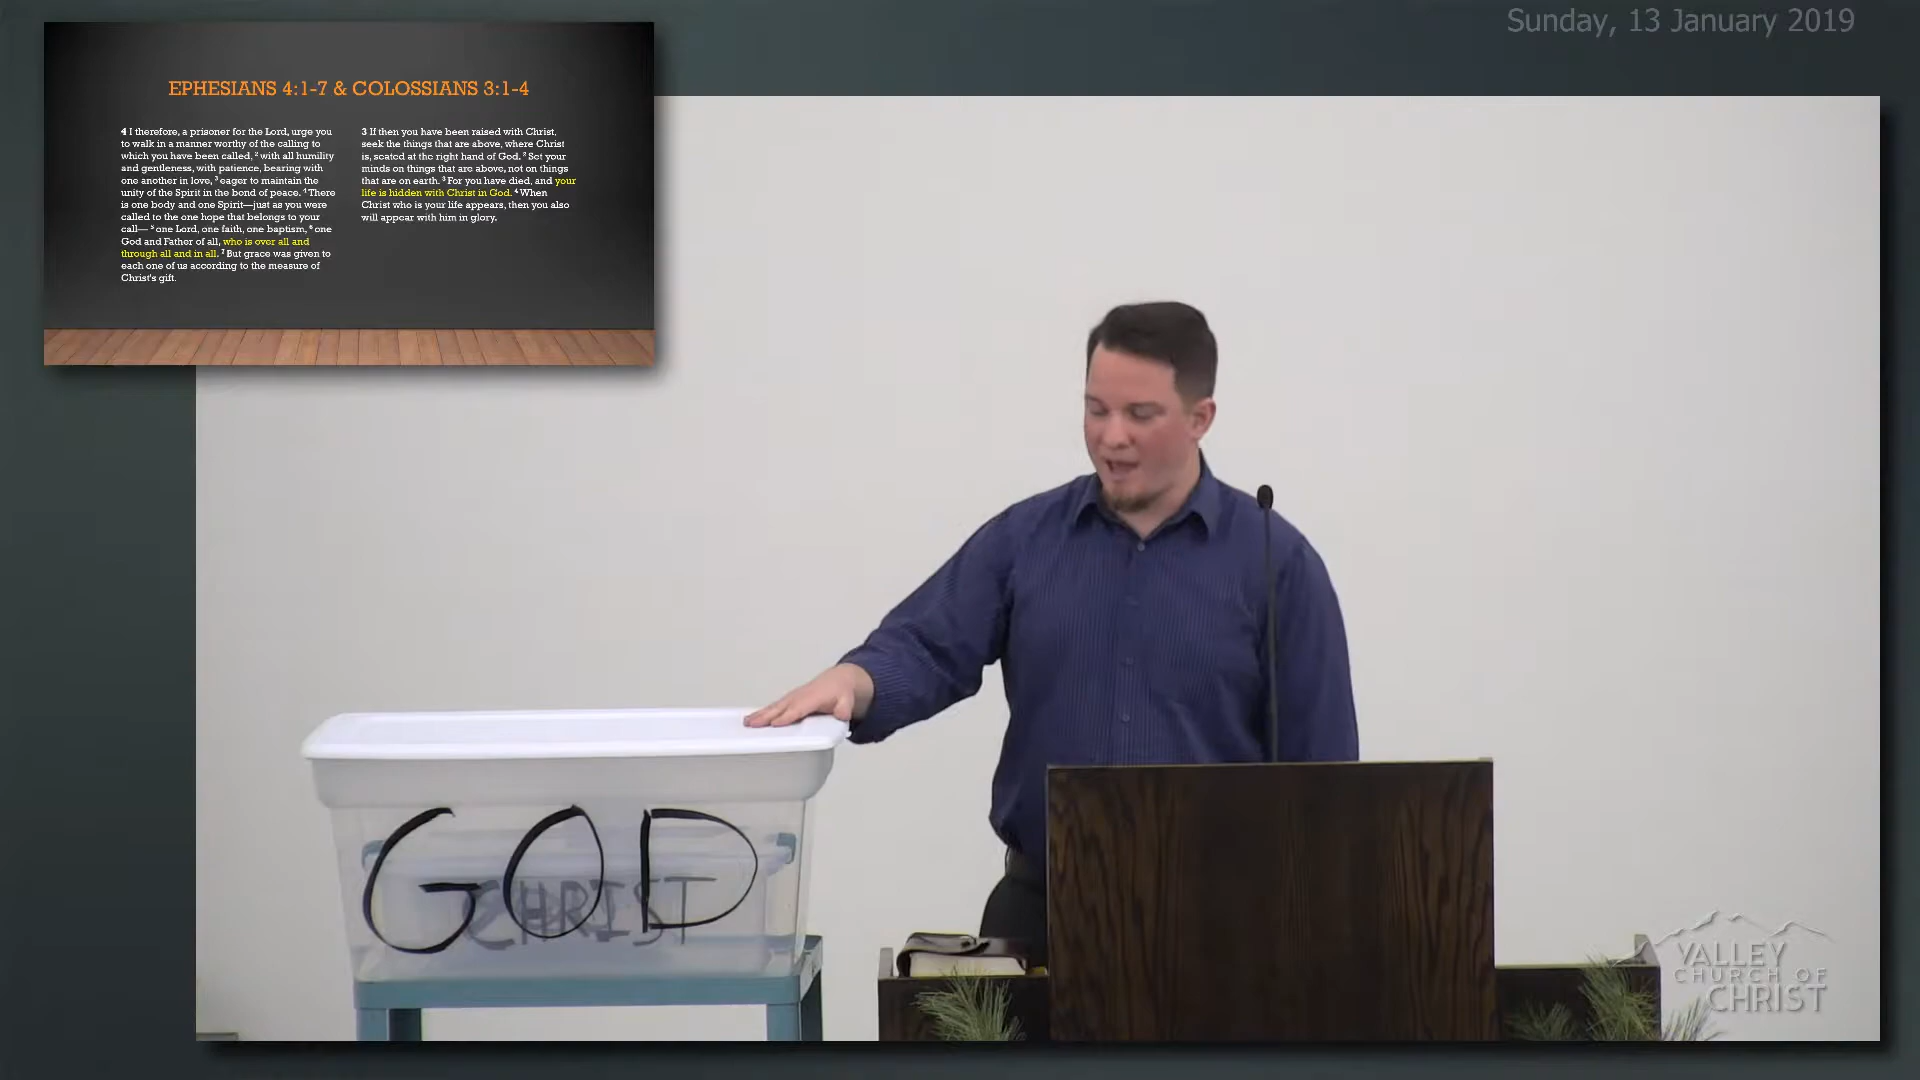 Sunday, 13 January 2019
EPHESIANS 4:1-7 & COLOSSIANS 3:1-4
4 I therefore, a prisoner for the Lord, urge you
to walk in a manner worthy of the calling to
which you have been called, 2 with all humility
and gentleness, with patience, bearing with
one another in love, 3 eager to maintain the
unity of the Spirit in the bond of peace. 4 There
is one body and one Spirit—just as you were
called to the one hope that belongs to your
call— 5 one Lord, one faith, one baptism, 6 one
God and Father of all, who is over all and
through all and in all. 7 But grace was given to
each one of us according to the measure of
Christ's gift.
3 If then you have been raised with Christ,
seek the things that are above, where Christ
is, seated at the right hand of God. 2 Set your
minds on things that are above, not on things
that are on earth. 3 For you have died, and your
life is hidden with Christ in God. 4 When
Christ who is your life appears, then you also
will appear with him in glory.
GOD
CHRIST
VALLEY
CHURCH OF
CHRIST